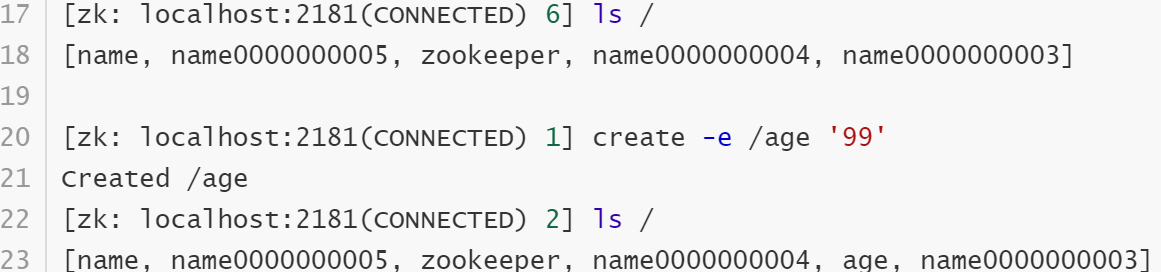 17 [zk: localhost:2181(CONNECTED) 6] ls /
18 [name, name0000000005, zookeeper, name0000000004, name0000000003]
19
20 [zk: localhost:2181(CONNECTED) 1] create -e /age '99'
21 Created /age
22 [zk: localhost:2181(CONNECTED) 2] ls /
23 [name, name0000000005, zookeeper, name0000000004, age, name0000000003]